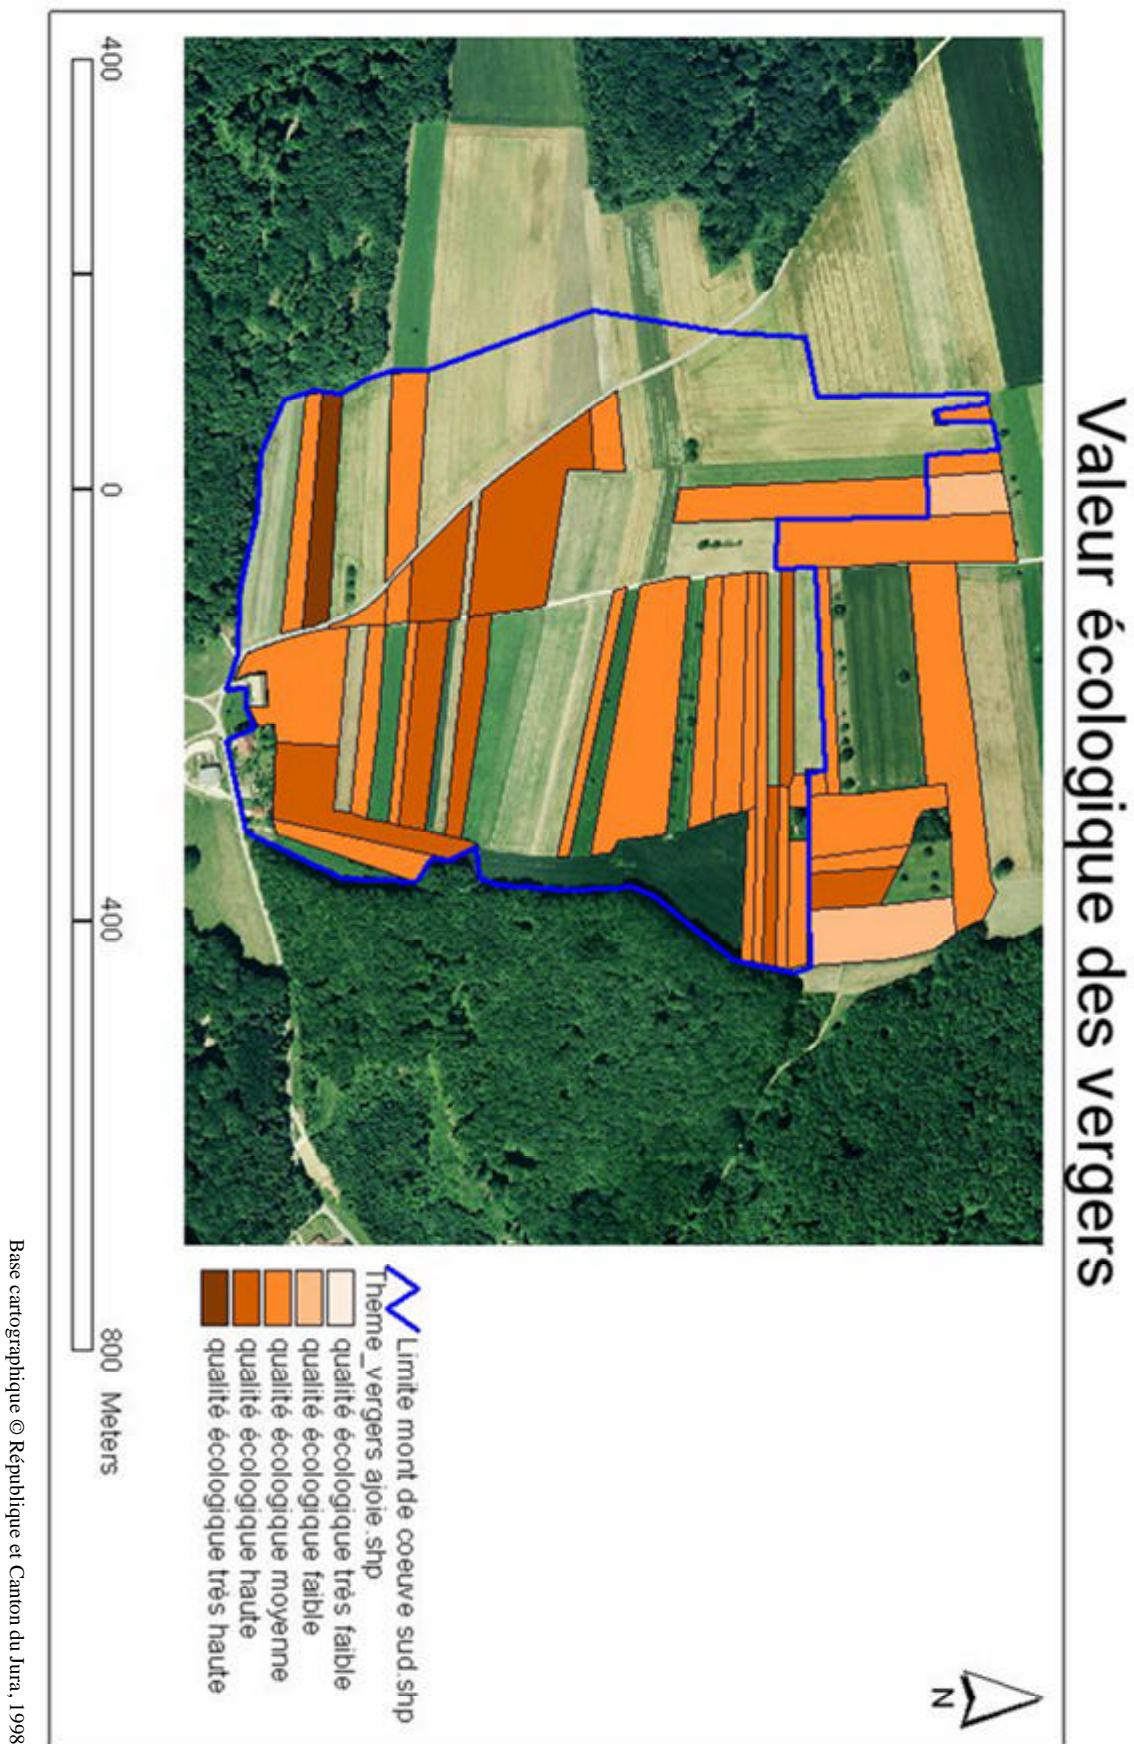 Valeur écologique des vergers
N
Limite mont de coeuve sud.shp
Theme_vergers ajoie.shp
qualité écologique très faible
qualité écologique faible
qualité écologique moyenne
qualité écologique haute
qualité écologique très haute
400 0 400 800 Meters
Base cartographique © République et Canton du Jura, 1998